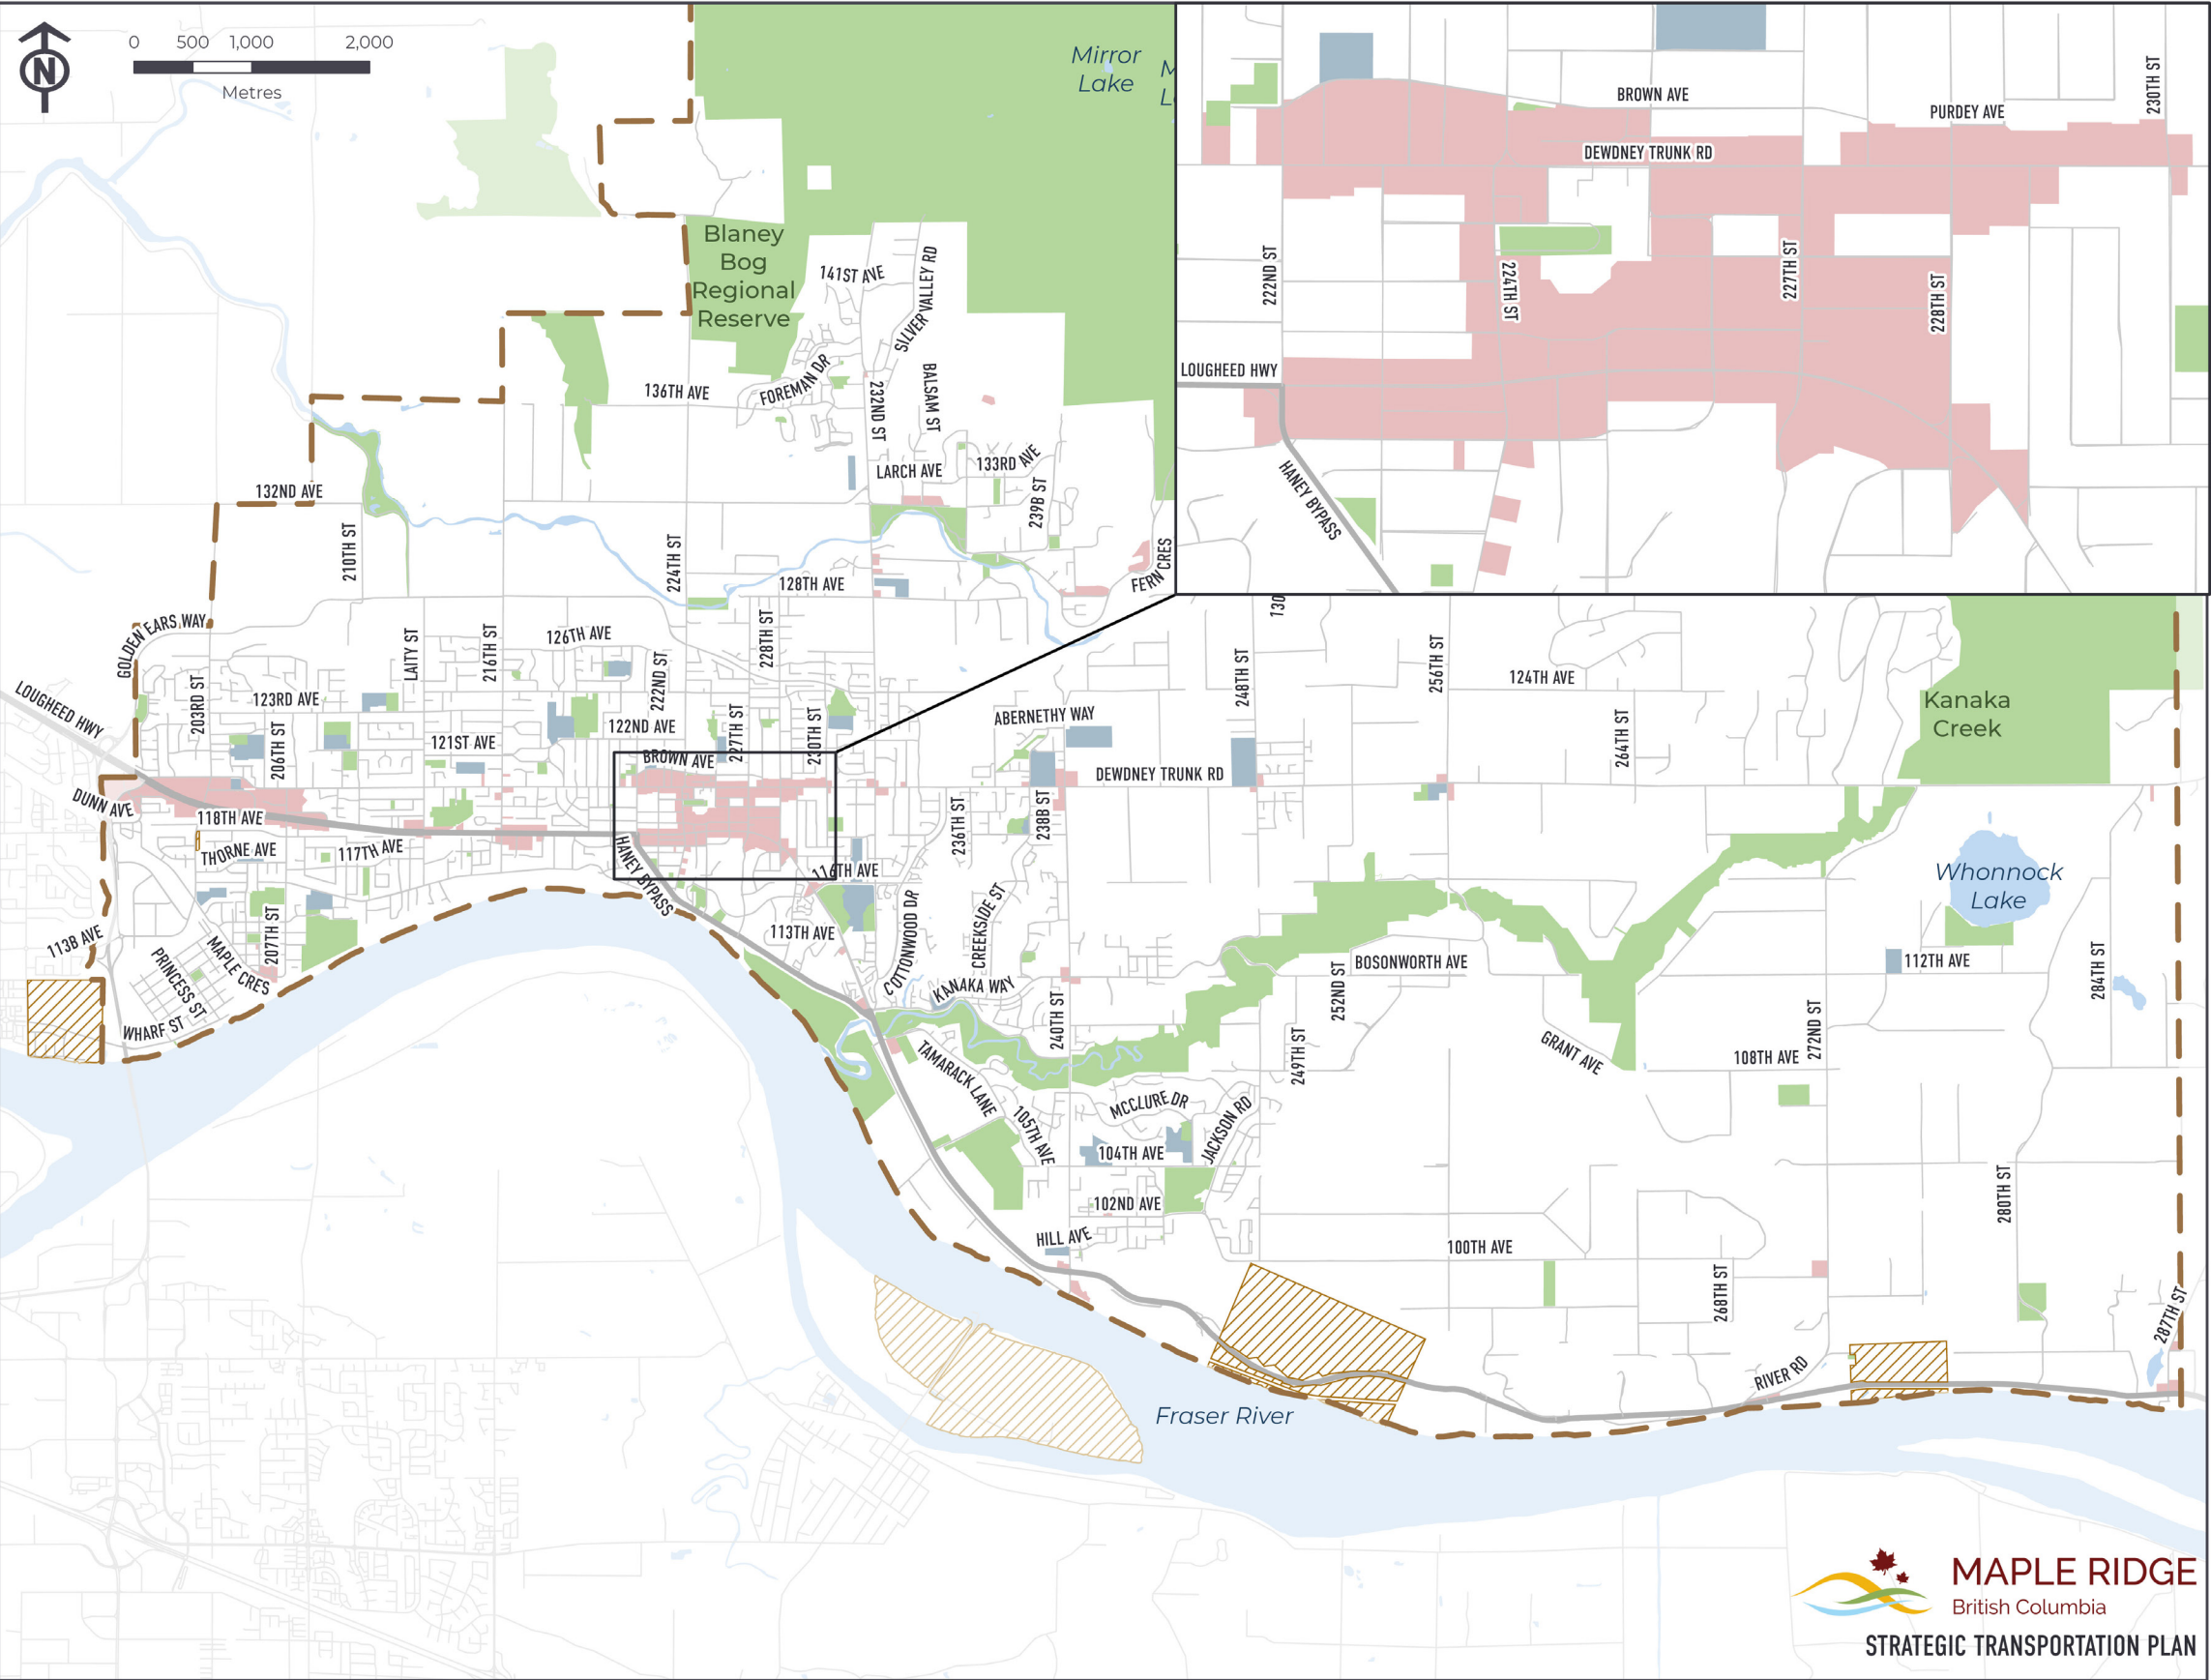 N
0 500 1,000 2,000
Metres
Mirror
Lake
Blaney
Bog
Regional
Reserve
141ST AVE
SILVER VALLEY RD
FOREMAN DR
136TH AVE
232ND ST
BALSAM ST
LARCH AVE
133RD AVE
239B ST
132ND AVE
210TH ST
224TH ST
128TH AVE
FERN CRES
BROWN AVE
PURDEY AVE
230TH ST
DEWDNEY TRUNK RD
222ND ST
224TH ST
227TH ST
228TH ST
LOUGHEED HWY
HANEY BYPASS
GOLDEN EARS WAY
LAITY ST
216TH ST
126TH AVE
222ND ST
228TH ST
130
248TH ST
256TH ST
124TH AVE
264TH ST
Kanaka
Creek
LOUGHEED HWY
203RD ST
123RD AVE
206TH ST
121ST AVE
122ND AVE
227TH ST
230TH ST
ABERNETHY WAY
BROWN AVE
DEWDNEY TRUNK RD
DUNN AVE
118TH AVE
THORNE AVE
117TH AVE
HANEY BYPASS
116TH AVE
236TH ST
238B ST
Whonnock
Lake
113B AVE
PRINCESS ST
MAPLE CRES
207TH ST
WHARF ST
113TH AVE
COTTONWOOD DR
CREEKSIDE ST
KANAKA WAY
240TH ST
BOSONWORTH AVE
252ND ST
249TH ST
112TH AVE
284TH ST
272ND ST
GRANT AVE
108TH AVE
TAMARACK LANE
105TH AVE
MCCLURE DR
JACKSON RD
104TH AVE
102ND AVE
HILL AVE
100TH AVE
280TH ST
268TH ST
287TH ST
RIVER RD
Fraser River
MAPLE RIDGE
British Columbia
STRATEGIC TRANSPORTATION PLAN